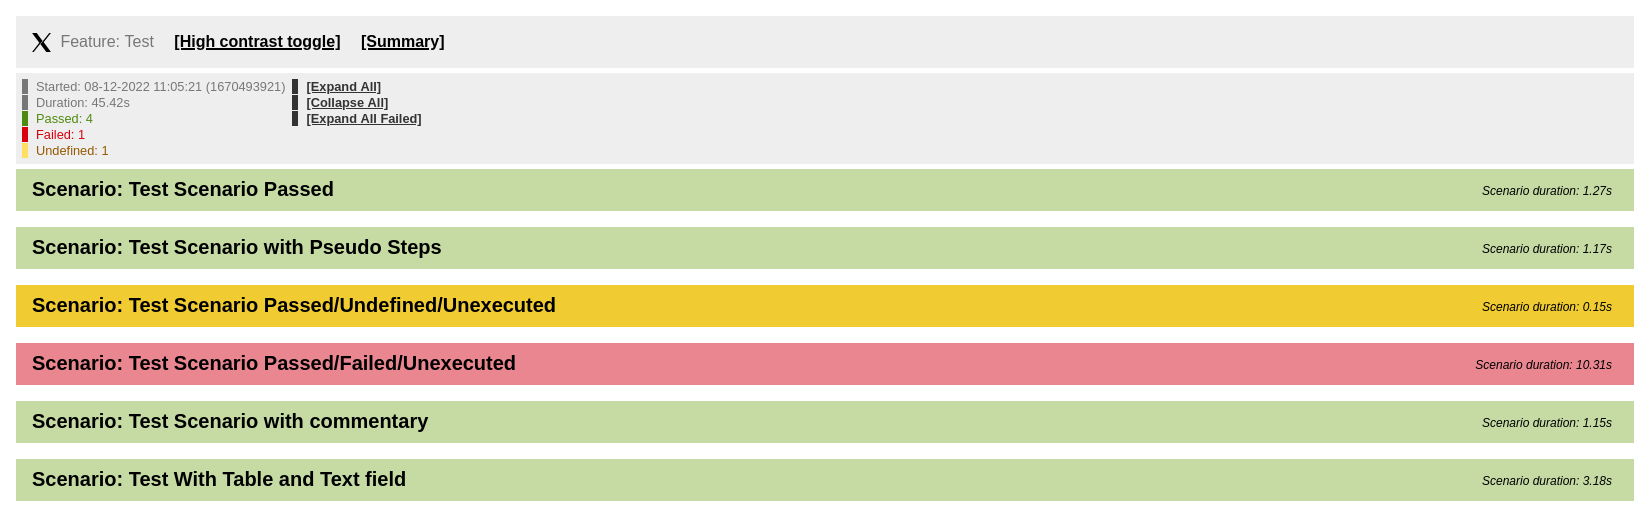 Feature: Test [High contrast toggle] [Summary]
Started: 08-12-2022 11:05:21 (1670493921) [Expand All]
Duration: 45.42s [Collapse All]
Passed: 4 [Expand All Failed]
Failed: 1
Undefined: 1
Scenario: Test Scenario Passed Scenario duration: 1.27s
Scenario: Test Scenario with Pseudo Steps Scenario duration: 1.17s
Scenario: Test Scenario Passed/Undefined/Unexecuted Scenario duration: 0.15s
Scenario: Test Scenario Passed/Failed/Unexecuted Scenario duration: 10.31s
Scenario: Test Scenario with commentary Scenario duration: 1.15s
Scenario: Test With Table and Text field Scenario duration: 3.18s